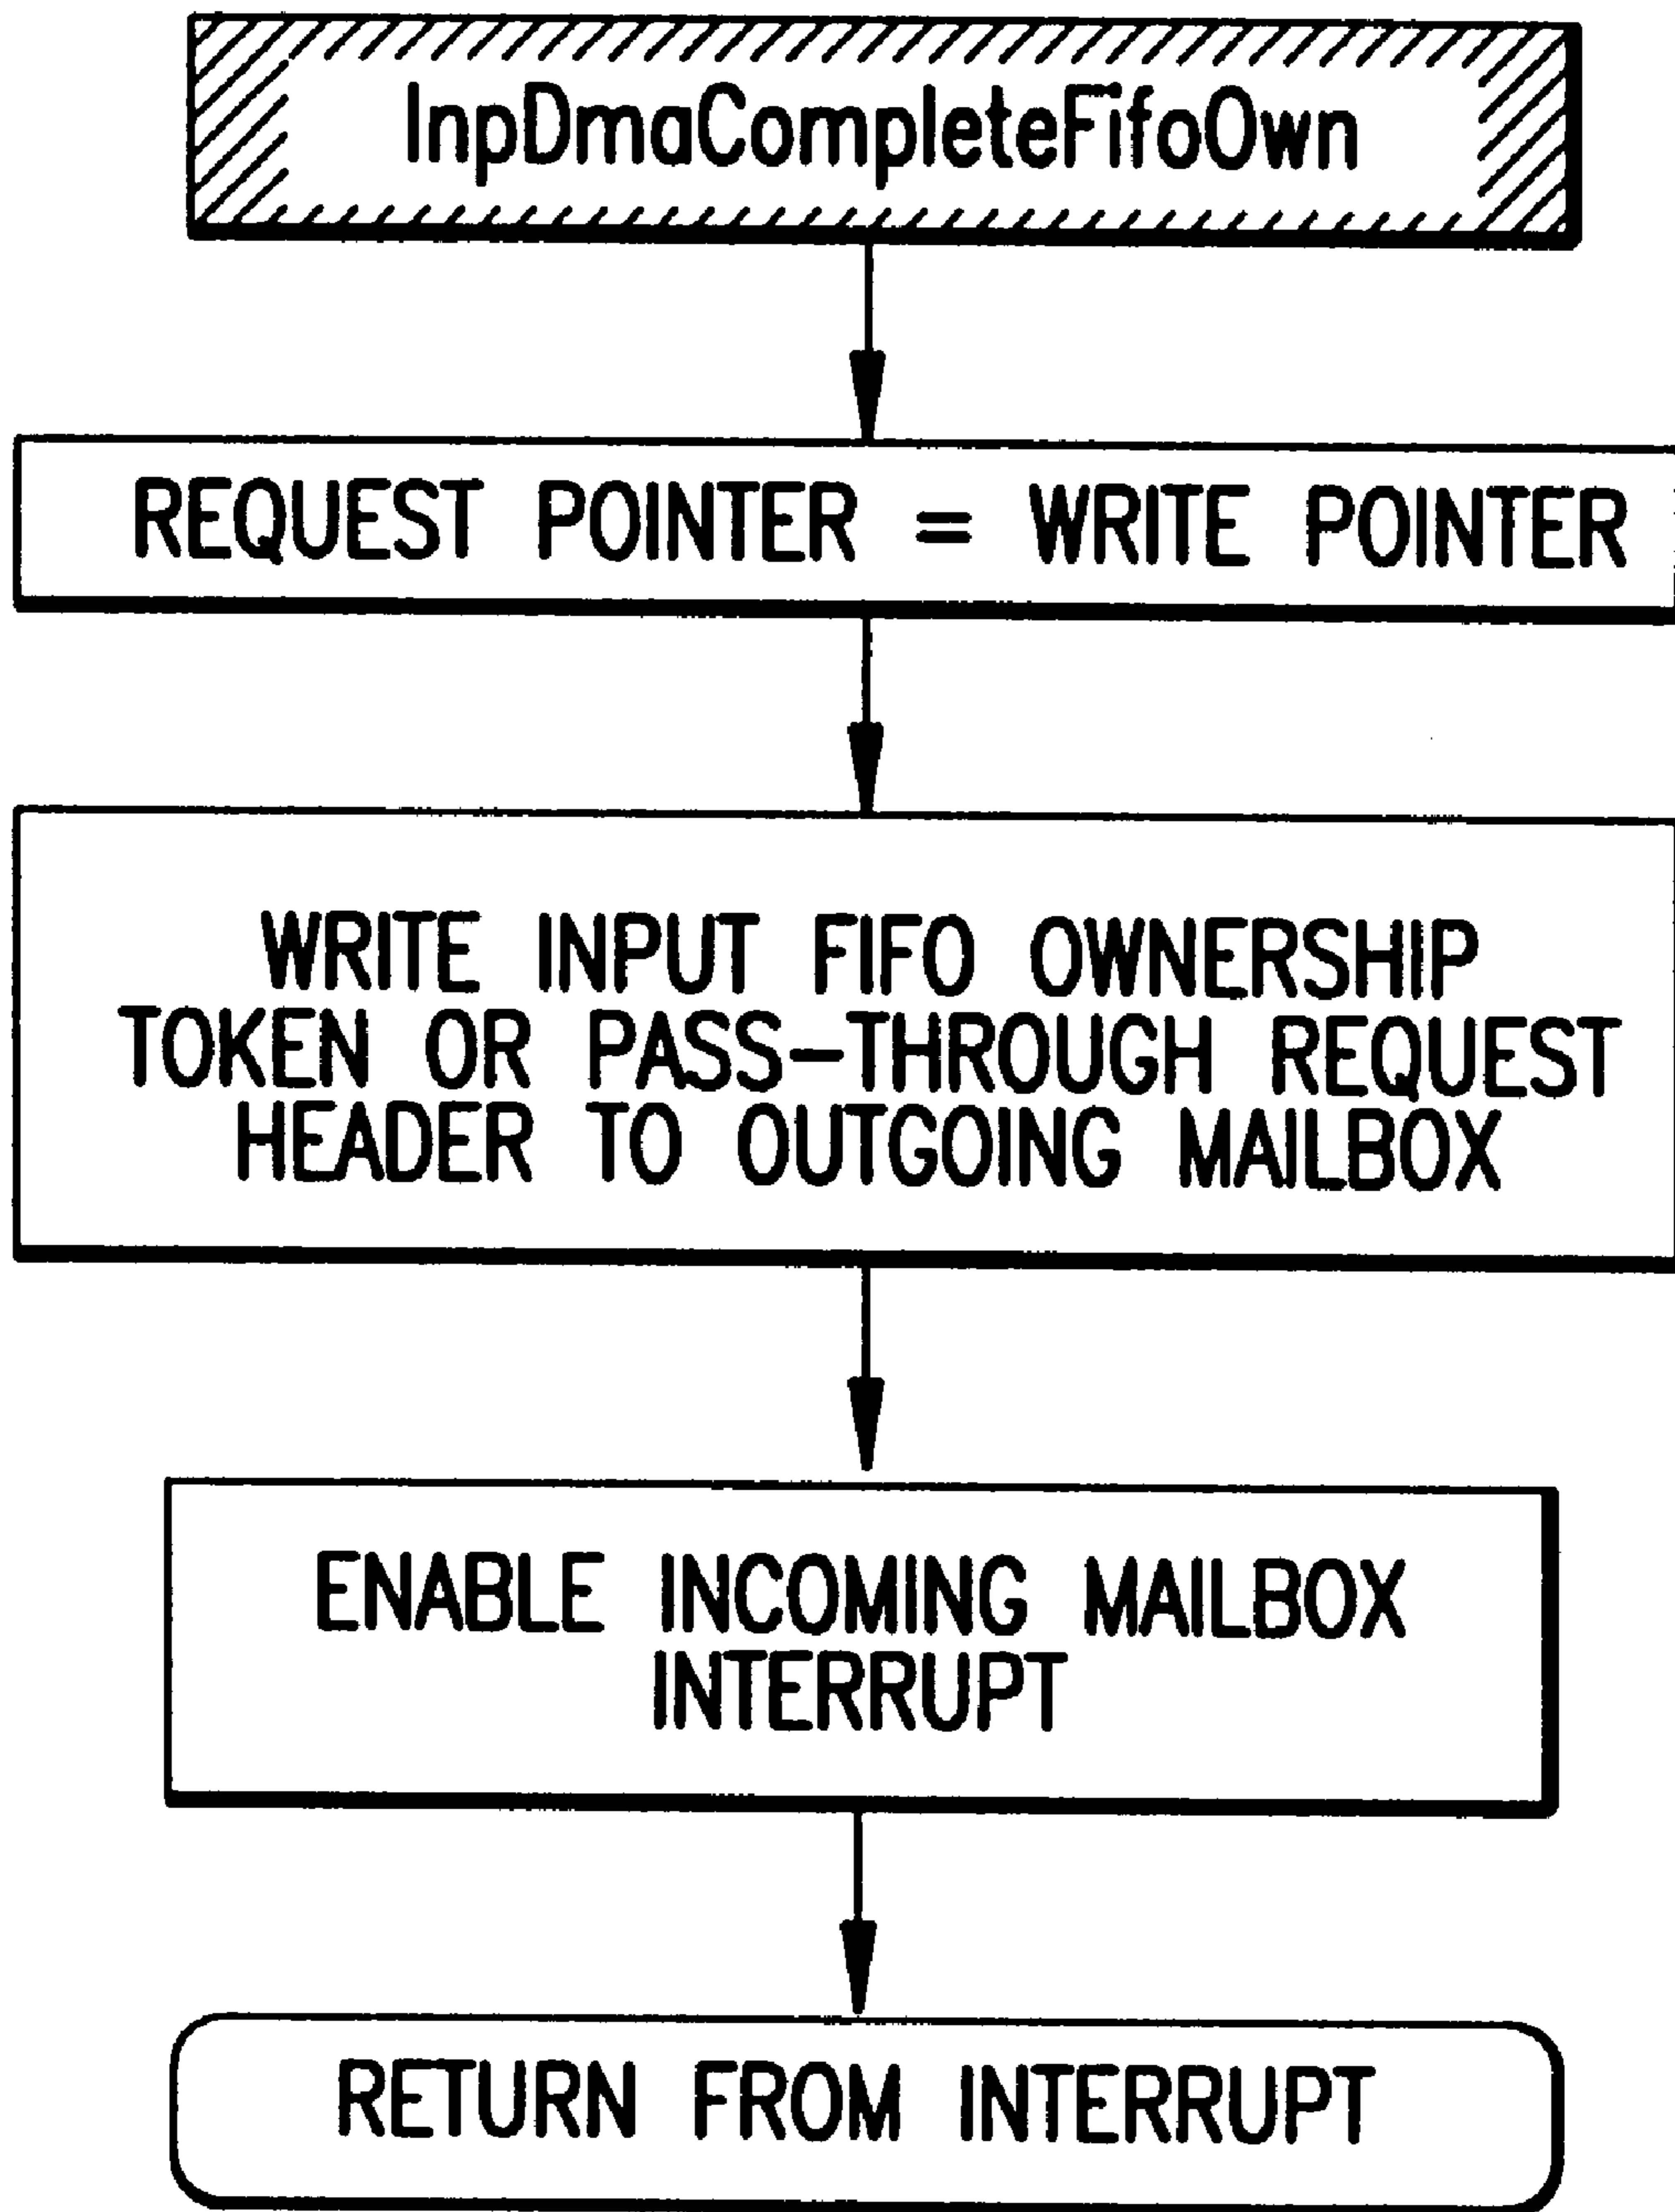 InpDmaCompleteFifoOwn
REQUEST POINTER = WRITE POINTER
WRITE INPUT FIFO OWNERSHIP
TOKEN OR PASS-THROUGH REQUEST
HEADER TO OUTGOING MAILBOX
ENABLE INCOMING MAILBOX
INTERRUPT
RETURN FROM INTERRUPT